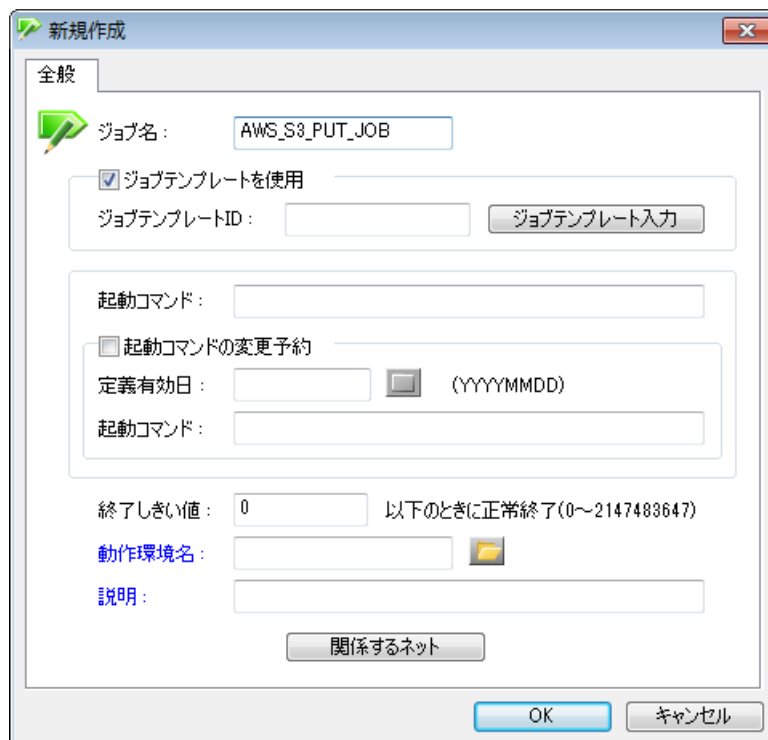 新規作成
全般
ジョブ名： AWS_S3_PUT_JOB
ジョブテンプレートを使用
ジョブテンプレートID： ジョブテンプレート入力
起動コマンド：
起動コマンドの変更予約
定義有効日： (YYYYMMDD)
起動コマンド：
終了しきい値： 0 以下のときに正常終了(0～2147483647)
動作環境名：
説明：
関係するネット
OK キャンセル